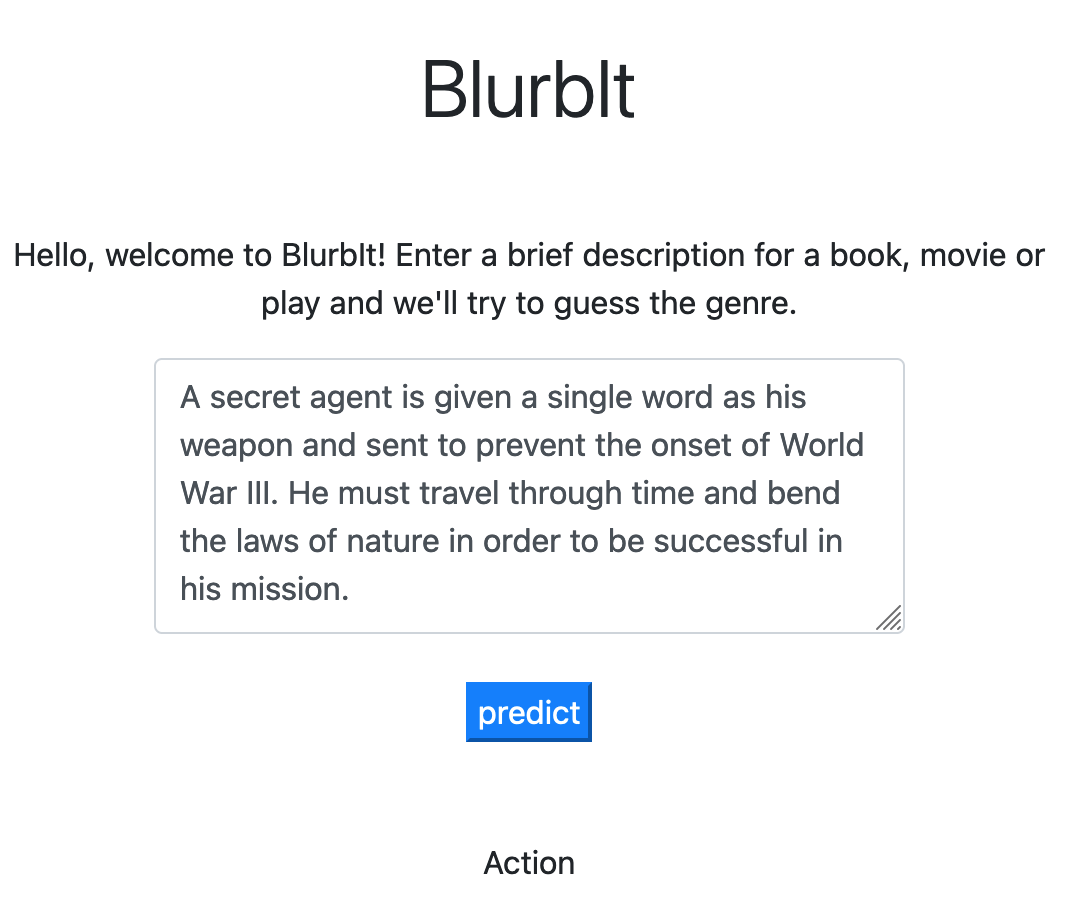 BlurbIt
Hello, welcome to BlurbIt! Enter a brief description for a book, movie or
play and we'll try to guess the genre.
A secret agent is given a single word as his
weapon and sent to prevent the onset of World
War III. He must travel through time and bend
the laws of nature in order to be successful in
his mission.
predict
Action